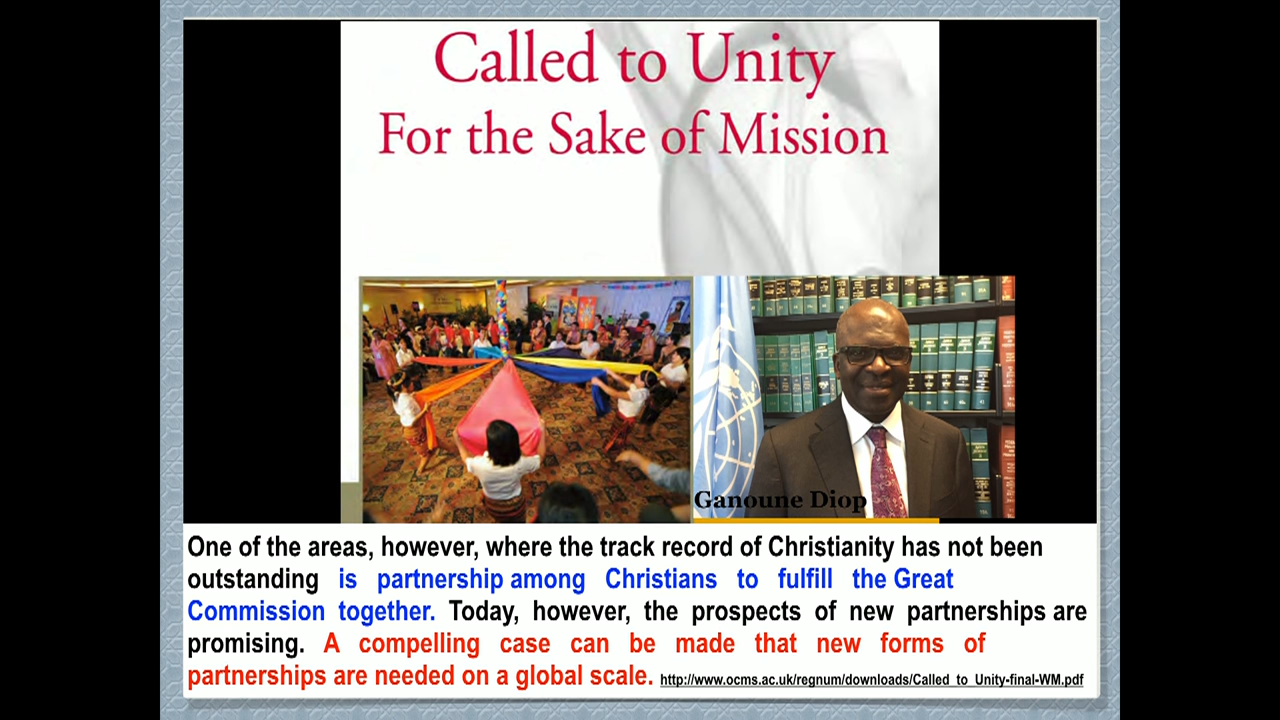 Called to Unity
For the Sake of Mission
Ganoune Diop
One of the areas, however, where the track record of Christianity has not been
outstanding is partnership among Christians to fulfill the Great
Commission together. Today, however, the prospects of new partnerships are
promising. A compelling case can be made that new forms of
partnerships are needed on a global scale. http://www.ocms.ac.uk/regnum/downloads/Called_to_Unity-final-WM.pdf